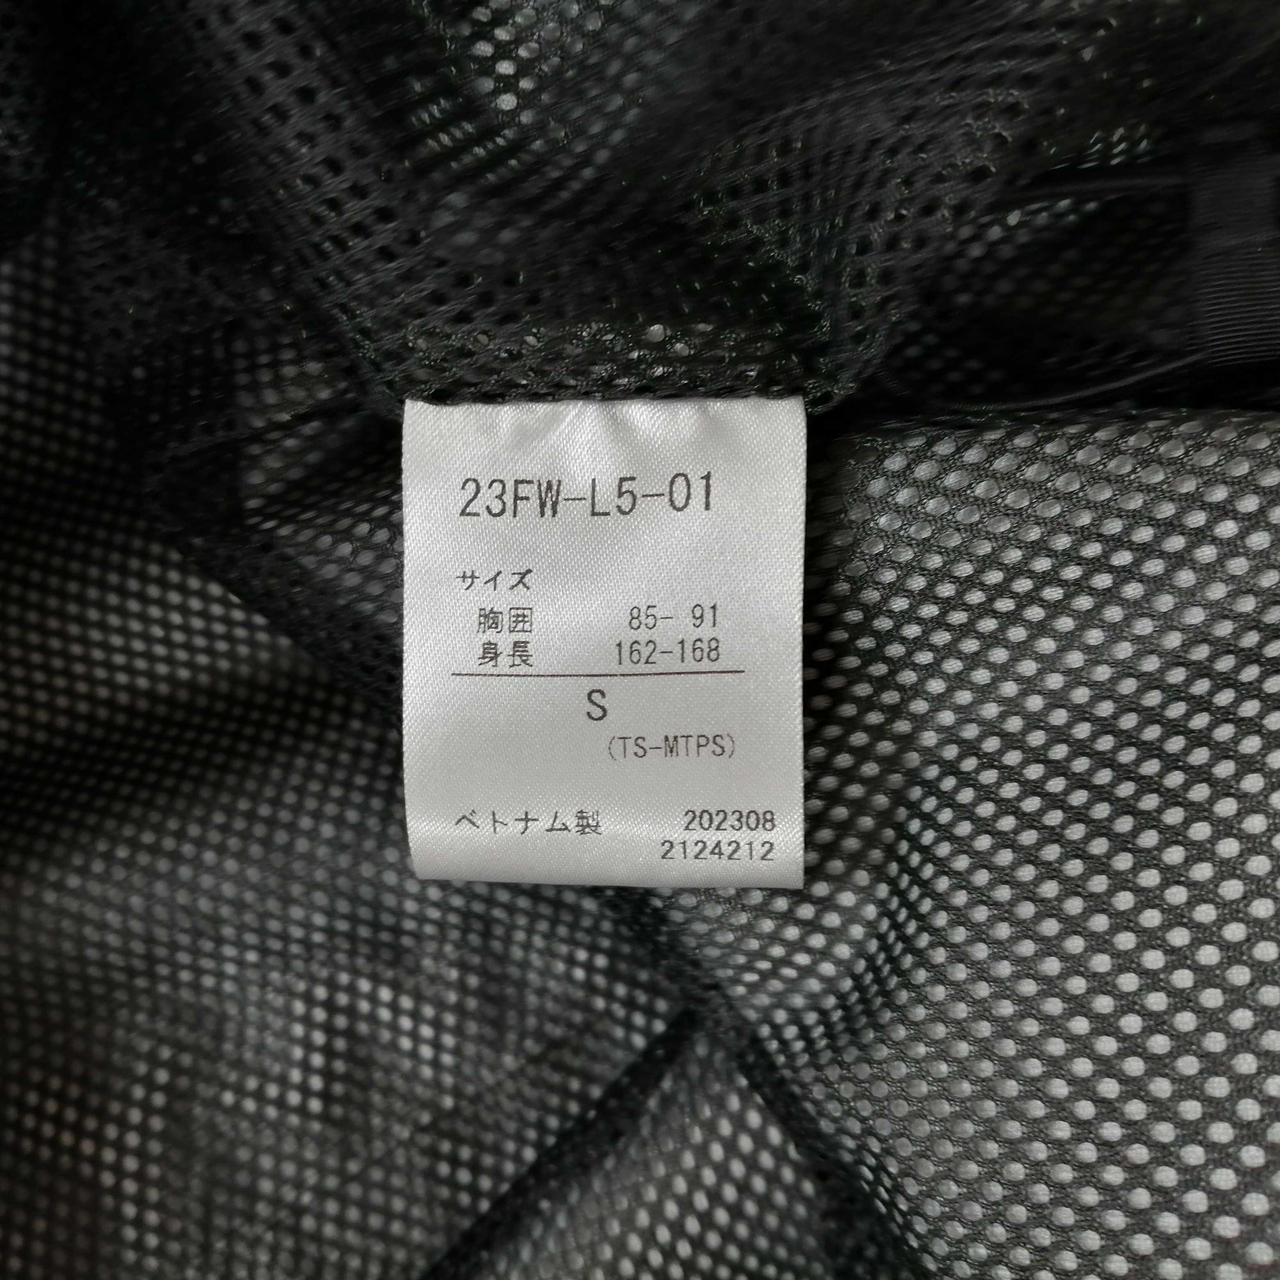 23FW-L5-01
サイズ
胸囲 85- 91
身長 162-168
S
(TS-MTPS)
ベトナム製 202308
2124212